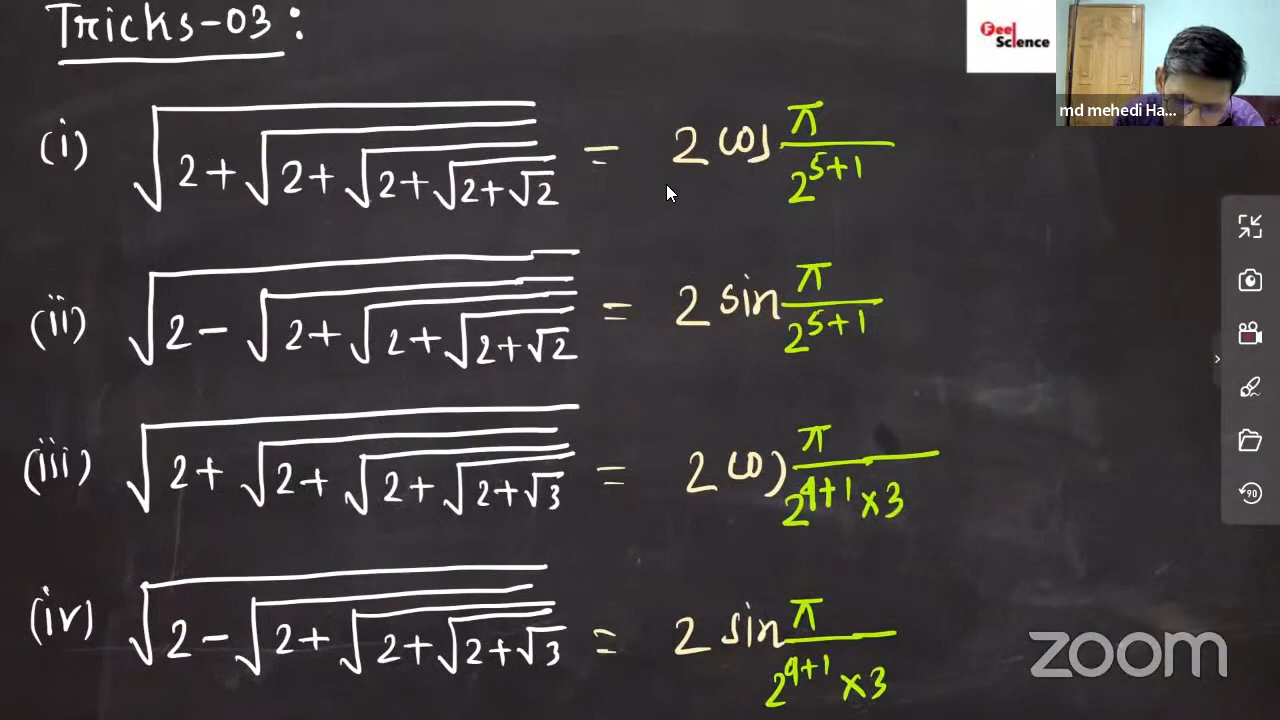 Tricks-03:
Feel Science
md mehedi Ha...
(i) √(2+√(2+√(2+√(2+√2)))) = 2 cos π/2^(5+1)
(ii) √(2-√(2+√(2+√(2+√2)))) = 2 sin π/2^(5+1)
(iii) √(2+√(2+√(2+√(2+√3)))) = 2 cos π/(2^(4+1)×3)
(iv) √(2-√(2+√(2+√(2+√3)))) = 2 sin π/(2^(4+1)×3)
90
zoom